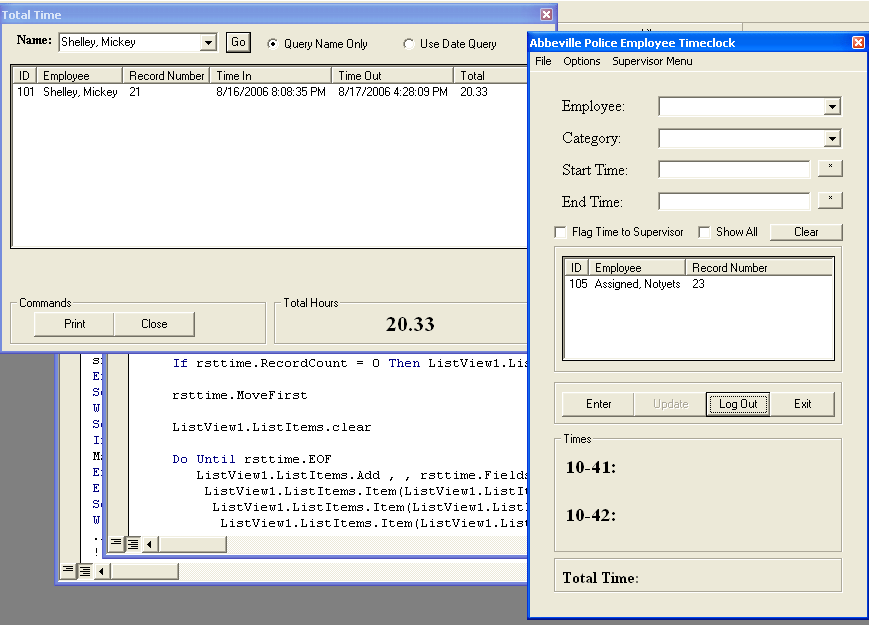 Total Time
Name: Shelley, Mickey Go Query Name Only Use Date Query
ID Employee Record Number Time In Time Out Total
101 Shelley, Mickey 21 8/16/2006 8:08:35 PM 8/17/2006 4:28:09 PM 20.33
Commands
Print Close
Total Hours
20.33
If rsttime.RecordCount = 0 Then ListView1.Lis
rsttime.MoveFirst
ListView1.ListItems.clear
Do Until rsttime.EOF
ListView1.ListItems.Add , , rsttime.Fields
ListView1.ListItems.Item(ListView1.ListIt
ListView1.ListItems.Item(ListView1.List
ListView1.ListItems.Item(ListView1.List
Abbeville Police Employee Timeclock
File Options Supervisor Menu
Employee:
Category:
Start Time: *
End Time: *
Flag Time to Supervisor Show All Clear
ID Employee Record Number
105 Assigned, Notyets 23
Enter Update Log Out Exit
Times
10-41:
10-42:
Total Time: